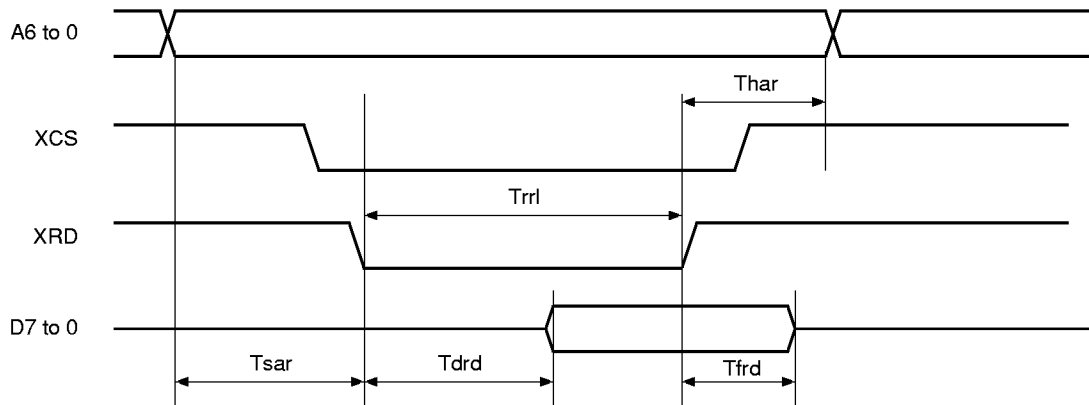 A6 to 0
Thar
XCS
Trrl
XRD
D7 to 0
Tsar
Tdrd
Tfrd